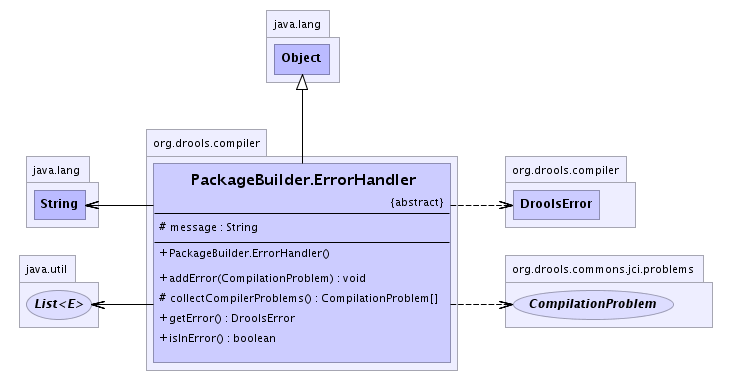 java.lang
Object
org.drools.compiler
PackageBuilder.ErrorHandler
{abstract}
# message : String
+ PackageBuilder.ErrorHandler()
+ addError(CompilationProblem) : void
# collectCompilerProblems() : CompilationProblem[]
+ getError() : DroolsError
+ isInError() : boolean
java.lang
String
java.util
List<E>
org.drools.compiler
DroolsError
org.drools.commons.jci.problems
CompilationProblem